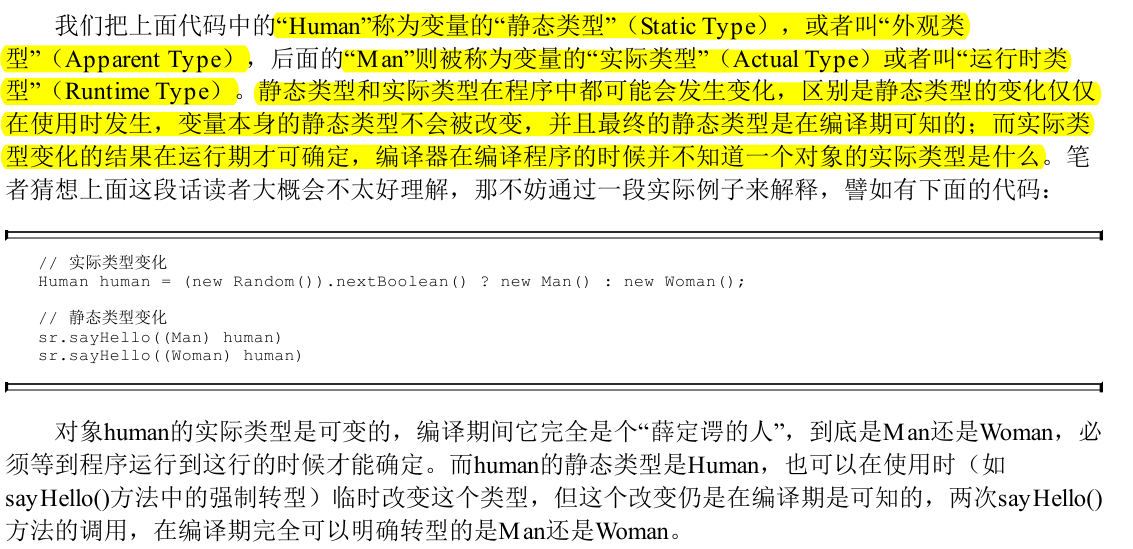 我们把上面代码中的“Human”称为变量的“静态类型”（Static Type），或者叫“外观类
型”（Apparent Type），后面的“Man”则被称为变量的“实际类型”（Actual Type）或者叫“运行时类
型”（Runtime Type）。静态类型和实际类型在程序中都可能会发生变化，区别是静态类型的变化仅仅
在使用时发生，变量本身的静态类型不会被改变，并且最终的静态类型是在编译期可知的；而实际类
型变化的结果在运行期才可确定，编译器在编译程序的时候并不知道一个对象的实际类型是什么。笔
者猜想上面这段话读者大概会不太好理解，那不妨通过一段实际例子来解释，譬如有下面的代码：
// 实际类型变化
Human human = (new Random()).nextBoolean() ? new Man() : new Woman();
// 静态类型变化
sr.sayHello((Man) human)
sr.sayHello((Woman) human)
对象human的实际类型是可变的，编译期间它完全是个“薛定谔的人”，到底是Man还是Woman，必
须等到程序运行到这行的时候才能确定。而human的静态类型是Human，也可以在使用时（如
sayHello()方法中的强制转型）临时改变这个类型，但这个改变仍是在编译期是可知的，两次sayHello()
方法的调用，在编译期完全可以明确转型的是Man还是Woman。